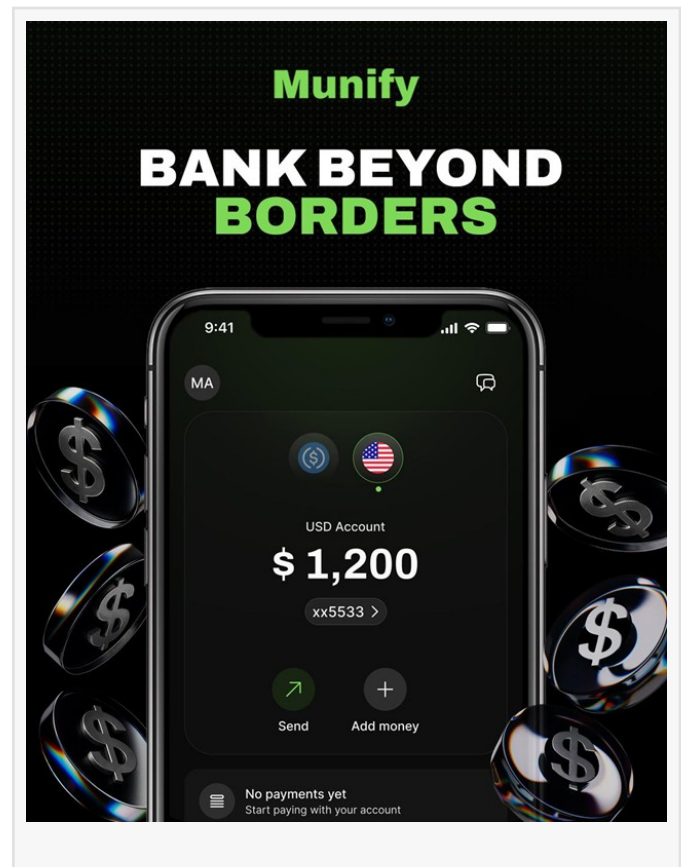 Munify
BANK BEYOND
BORDERS
9:41
MA
USD Account
$ 1,200
xx5533 >
Send
Add money
No payments yet
Start paying with your account